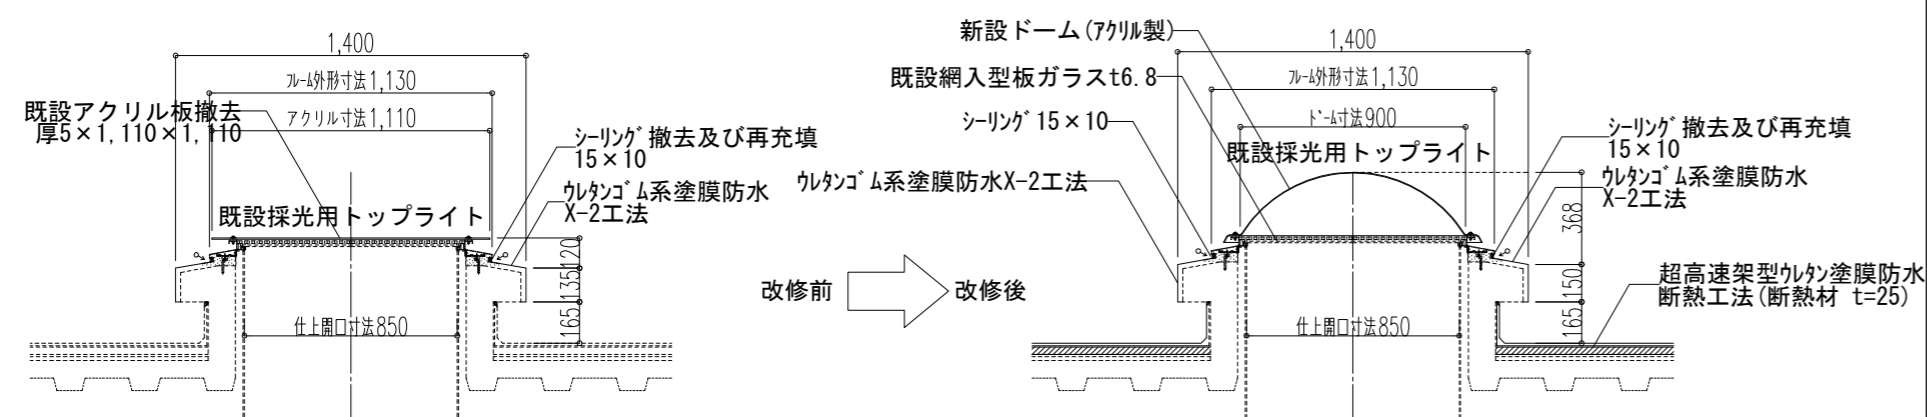 1,400
フレーム外形寸法1,130
既設アクリル板撤去
厚5×1,110×1,110
アクリル寸法1,110
シーリング撤去及び再充填
15×10
ウレタンゴム系塗膜防水
X-2工法
既設採光用トップライト
120
135
165
仕上開口寸法850
改修前
改修後
新設ドーム(アクリル製)
1,400
既設網入型板ガラスt6.8
フレーム外形寸法1,130
シーリング15×10
ドーム寸法900
シーリング撤去及び再充填
15×10
既設採光用トップライト
ウレタンゴム系塗膜防水X-2工法
ウレタンゴム系塗膜防水
X-2工法
368
150
165
超高速架型ウレタン塗膜防水
断熱工法(断熱材 t=25)
仕上開口寸法850